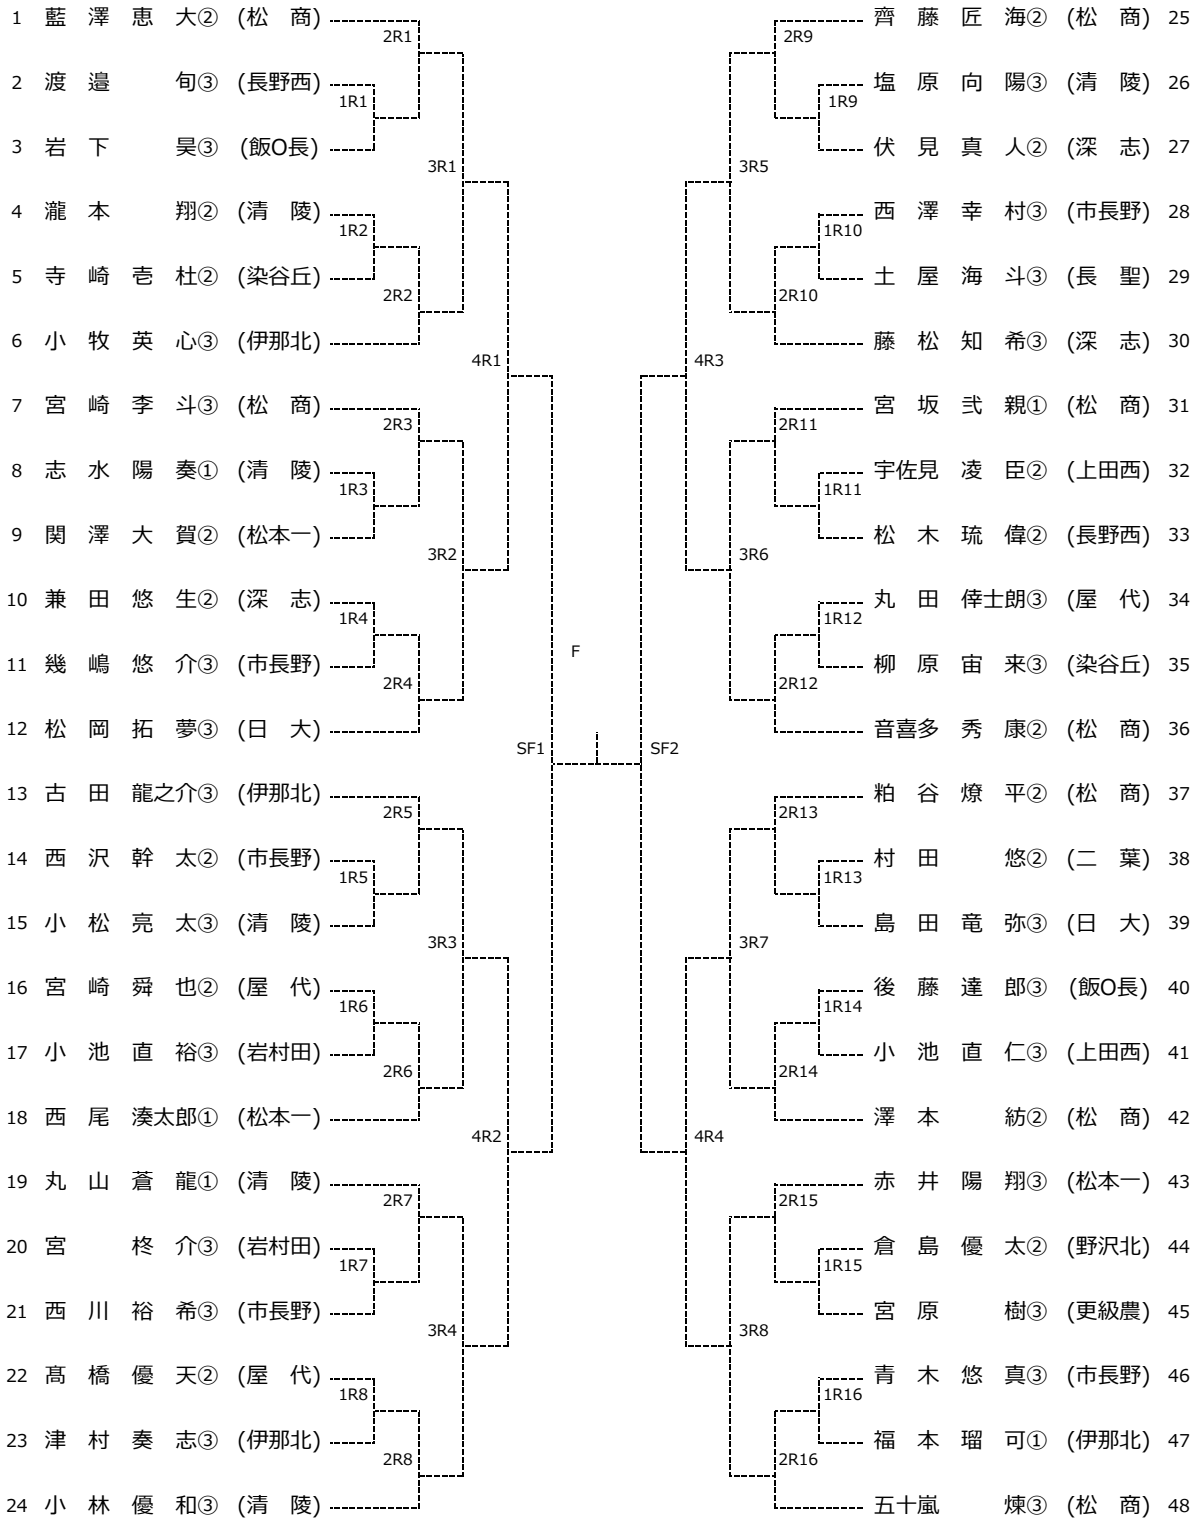 1 藍 澤 恵 大② (松 商)
2R1
2 渡 邉 旬③ (長野西)
1R1
3 岩 下 昊③ (飯O長)
3R1
4 瀧 本 翔② (清 陵)
1R2
5 寺 崎 壱 杜② (染谷丘)
2R2
6 小 牧 英 心③ (伊那北)
4R1
7 宮 崎 李 斗③ (松 商)
2R3
8 志 水 陽 奏① (清 陵)
1R3
9 関 澤 大 賀② (松本一)
3R2
10 兼 田 悠 生② (深 志)
1R4
11 幾 嶋 悠 介③ (市長野)
2R4
12 松 岡 拓 夢③ (日 大)
SF1
13 古 田 龍之介③ (伊那北)
2R5
14 西 沢 幹 太② (市長野)
1R5
15 小 松 亮 太③ (清 陵)
3R3
16 宮 崎 舜 也② (屋 代)
1R6
17 小 池 直 裕③ (岩村田)
2R6
18 西 尾 湊太郎① (松本一)
4R2
19 丸 山 蒼 龍① (清 陵)
2R7
20 宮 柊 介③ (岩村田)
1R7
21 西 川 裕 希③ (市長野)
3R4
22 髙 橋 優 天② (屋 代)
1R8
23 津 村 奏 志③ (伊那北)
2R8
24 小 林 優 和③ (清 陵)
F
齊 藤 匠 海② (松 商) 25
2R9
塩 原 向 陽③ (清 陵) 26
1R9
伏 見 真 人② (深 志) 27
3R5
西 澤 幸 村③ (市長野) 28
1R10
土 屋 海 斗③ (長 聖) 29
2R10
藤 松 知 希③ (深 志) 30
4R3
宮 坂 弐 親① (松 商) 31
2R11
宇佐見 凌 臣② (上田西) 32
1R11
松 木 琉 偉② (長野西) 33
3R6
丸 田 倖士朗③ (屋 代) 34
1R12
柳 原 宙 来③ (染谷丘) 35
2R12
音喜多 秀 康② (松 商) 36
SF2
粕 谷 燎 平② (松 商) 37
2R13
村 田 悠② (二 葉) 38
1R13
島 田 竜 弥③ (日 大) 39
3R7
後 藤 達 郎③ (飯O長) 40
1R14
小 池 直 仁③ (上田西) 41
2R14
澤 本 紡② (松 商) 42
4R4
赤 井 陽 翔③ (松本一) 43
2R15
倉 島 優 太② (野沢北) 44
1R15
宮 原 樹③ (更級農) 45
3R8
青 木 悠 真③ (市長野) 46
1R16
福 本 瑠 可① (伊那北) 47
2R16
五十嵐 煉③ (松 商) 48